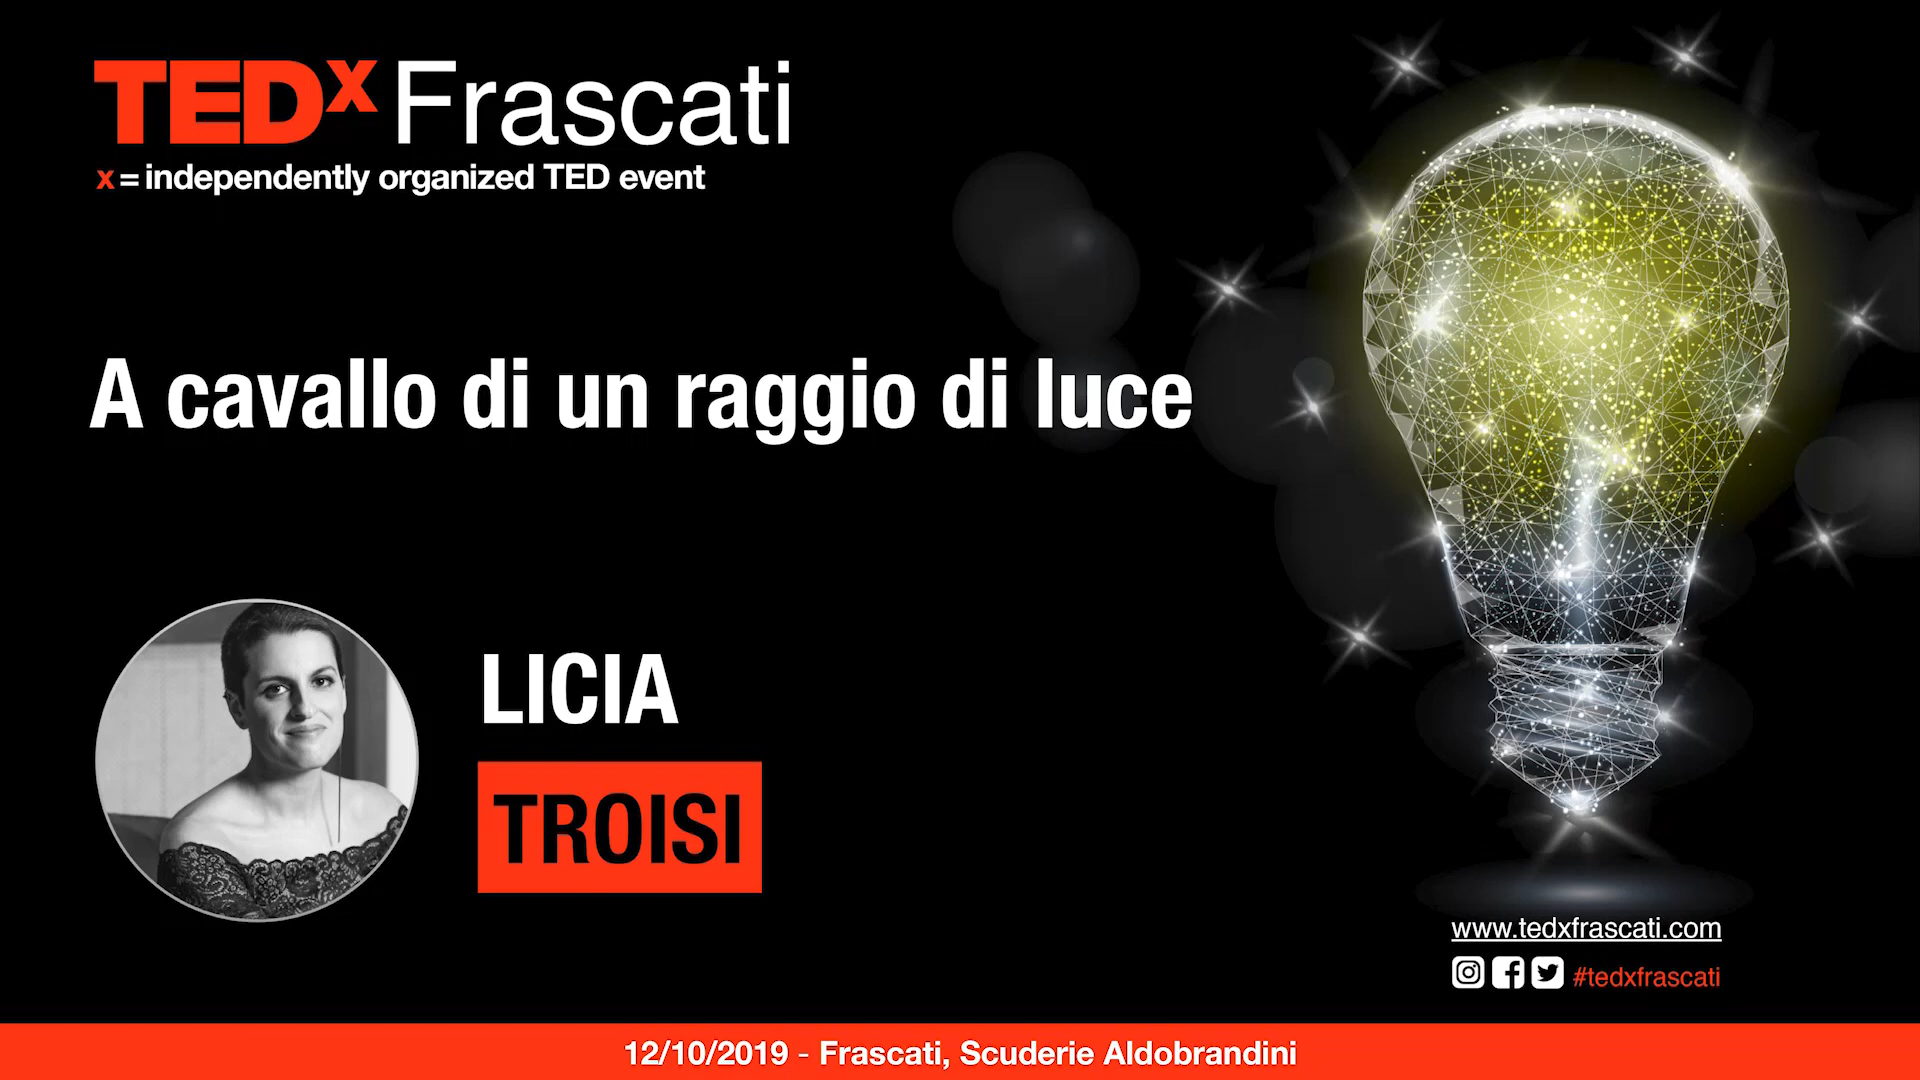 TEDx Frascati
x = independently organized TED event
A cavallo di un raggio di luce
LICIA
TROISI
www.tedxfrascati.com
#tedxfrascati
12/10/2019 - Frascati, Scuderie Aldobrandini